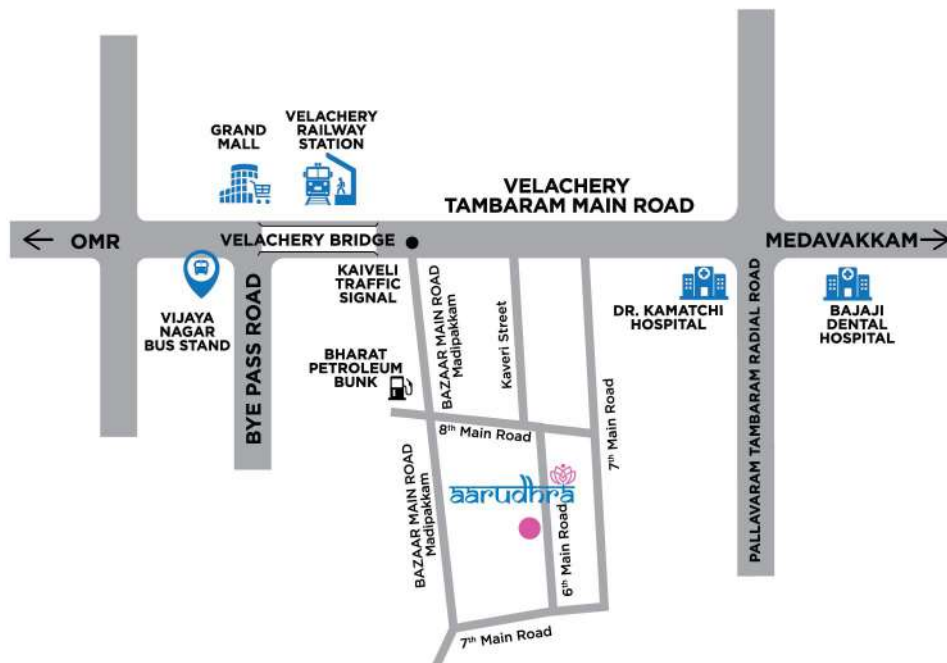 GRAND
MALL
VELACHERY
RAILWAY
STATION
VELACHERY
TAMBARAM MAIN ROAD
OMR
VELACHERY BRIDGE
MEDAVAKKAM
VIJAYA
NAGAR
BUS STAND
BYE PASS ROAD
KAIVELI
TRAFFIC
SIGNAL
BAZAAR MAIN ROAD
Madipakkam
Kaveri Street
DR. KAMATCHI
HOSPITAL
PALLAVARAM TAMBARAM RADIAL ROAD
BAJAJI
DENTAL
HOSPITAL
BHARAT
PETROLEUM
BUNK
8th Main Road
7th Main Road
BAZAAR MAIN ROAD
Madipakkam
aarudhra
6th Main Road
7th Main Road